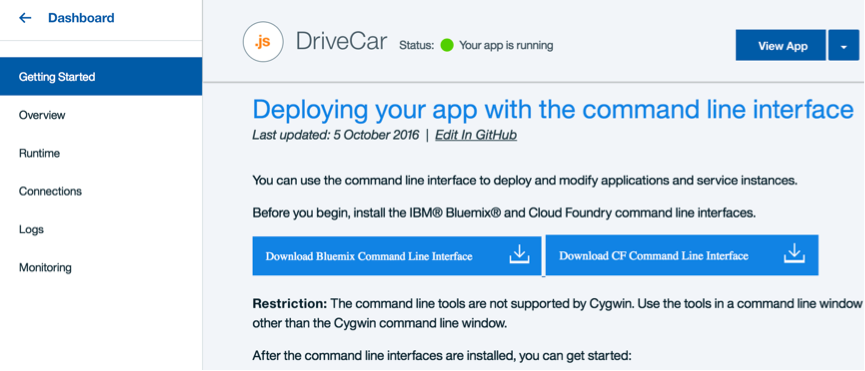 ← Dashboard
Getting Started
Overview
Runtime
Connections
Logs
Monitoring
.js DriveCar Status: Your app is running
View App
Deploying your app with the command line interface
Last updated: 5 October 2016 | Edit In GitHub
You can use the command line interface to deploy and modify applications and service instances.
Before you begin, install the IBM® Bluemix® and Cloud Foundry command line interfaces.
Download Bluemix Command Line Interface
Download CF Command Line Interface
Restriction: The command line tools are not supported by Cygwin. Use the tools in a command line window
other than the Cygwin command line window.
After the command line interfaces are installed, you can get started: